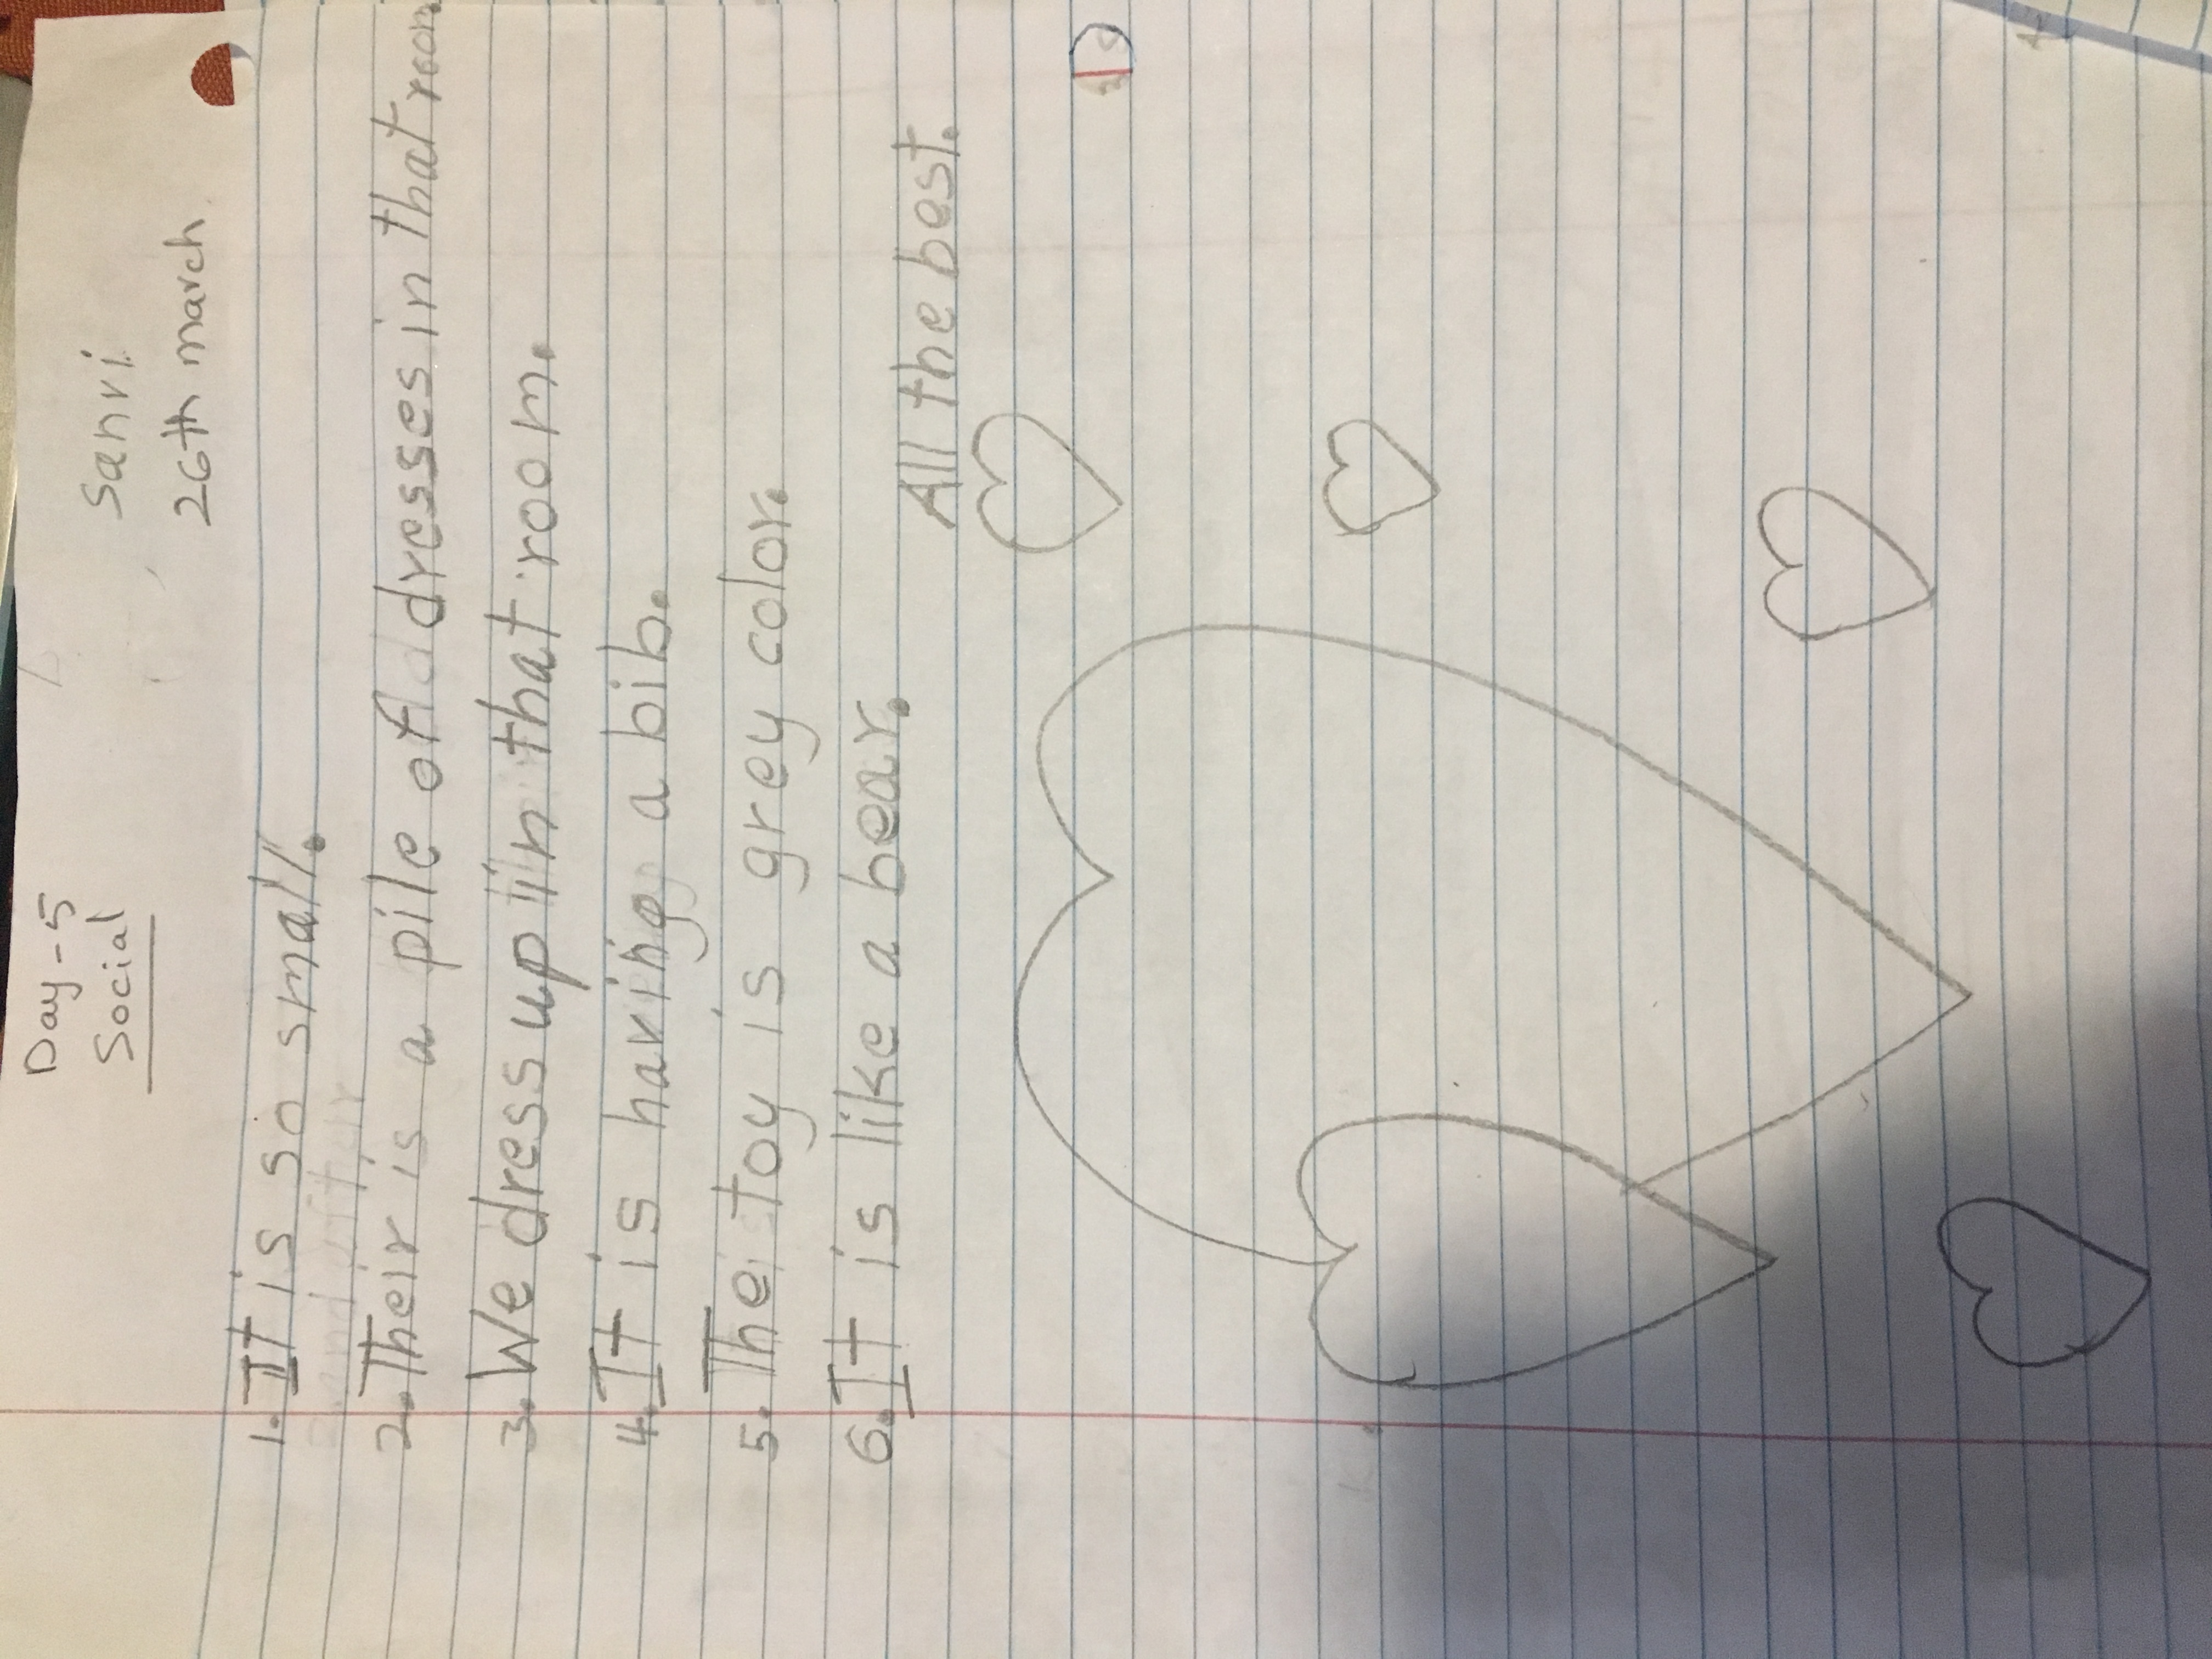 Day-5
Social
Sanvi
26th march
1. It is so small.
2. Their is a pile of dresses in that room
3. We dress up in that room.
4. It is having a bib.
5. The toy is grey color.
6. It is like a bear.
All the best.